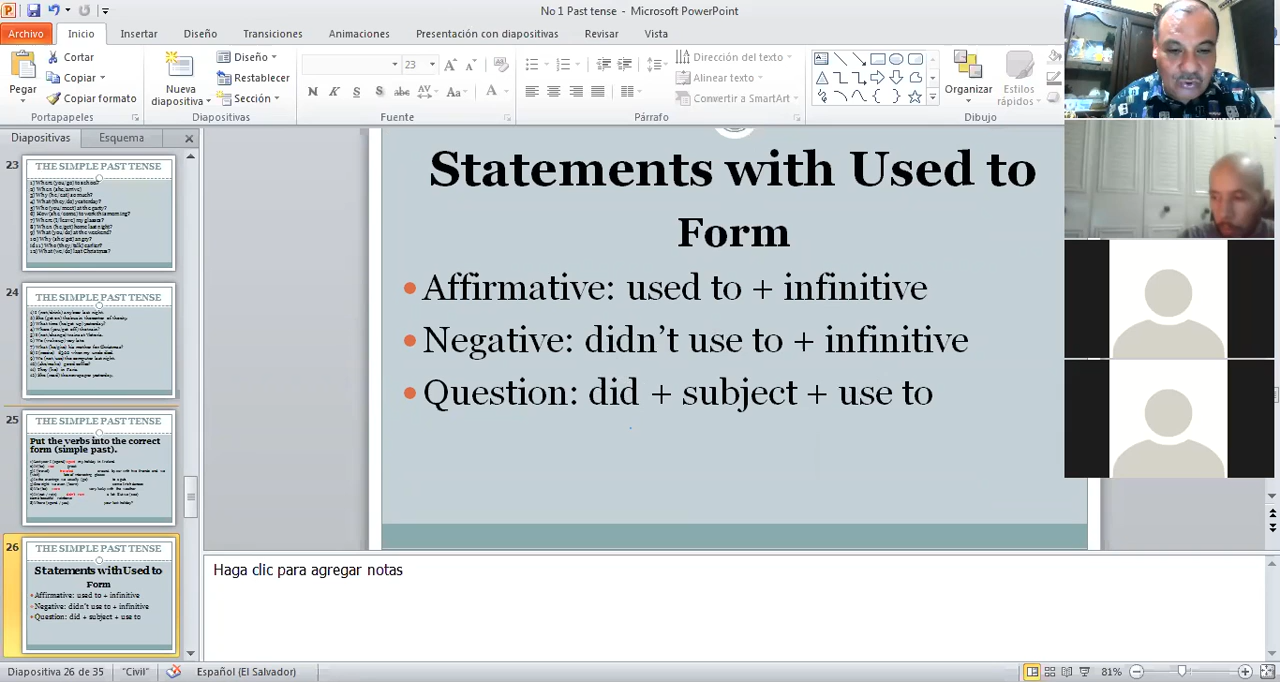 No 1 Past tense - Microsoft PowerPoint
Archivo Inicio Insertar Diseño Transiciones Animaciones Presentación con diapositivas Revisar Vista
Pegar
Cortar
Copiar
Copiar formato
Portapapeles
Nueva
diapositiva
Diseño
Restablecer
Sección
Diapositivas
23
N K S S abc AV Aa A
Fuente
Dirección del texto
Alinear texto
Convertir a SmartArt
Párrafo
Organizar
Estilos
rápidos
Dibujo
Diapositivas Esquema
23
THE SIMPLE PAST TENSE
24
THE SIMPLE PAST TENSE
25
THE SIMPLE PAST TENSE
Put the verbs into the correct
form (simple past).
26
THE SIMPLE PAST TENSE
Statements with Used to
Form
Affirmative: used to + infinitive
Negative: didn't use to + infinitive
Question: did + subject + use to
Statements with Used to
Form
• Affirmative: used to + infinitive
• Negative: didn't use to + infinitive
• Question: did + subject + use to
Haga clic para agregar notas
Diapositiva 26 de 35 "Civil" Español (El Salvador) 81%